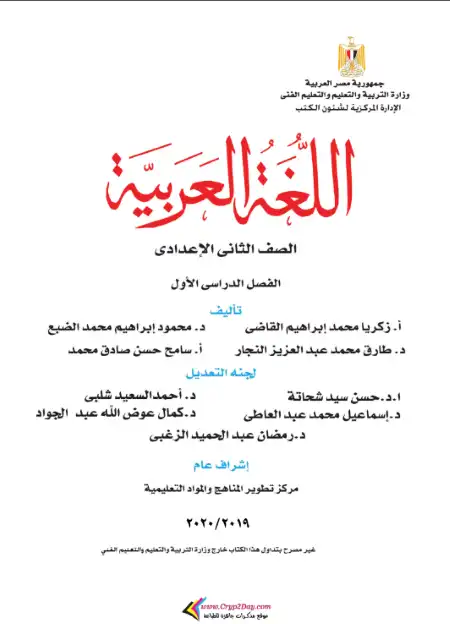 جمهورية مصر العربية
وزارة التربية والتعليم والتعليم الفنى
الإدارة المركزية لشئون الكتب
اللُّغَةُ العَرَبِيَّة
الصف الثانى الإعدادى
الفصل الدراسى الأول
تأليف
أ. زكريا محمد إبراهيم القاضى د. محمود إبراهيم محمد الضبع
د. طارق محمد عبد العزيز النجار أ. سامح حسن صادق محمد
لجنه التعديل
ا.د.حسن سيد شحاتة د. أحمدالسعيد شلبى
د.إسماعيل محمد عبد العاطى د.كمال عوض الله عبد الجواد
د.رمضان عبد الحميد الزغبى
إشراف عام
مركز تطوير المناهج والمواد التعليمية
٢٠٢٠/٢٠١٩
غير مصرح بتداول هذا الكتاب خارج وزارة التربية والتعليم والتعليم الفني
www.Cryp2Day.com
موقع مذكرات جاهزة للطباعة